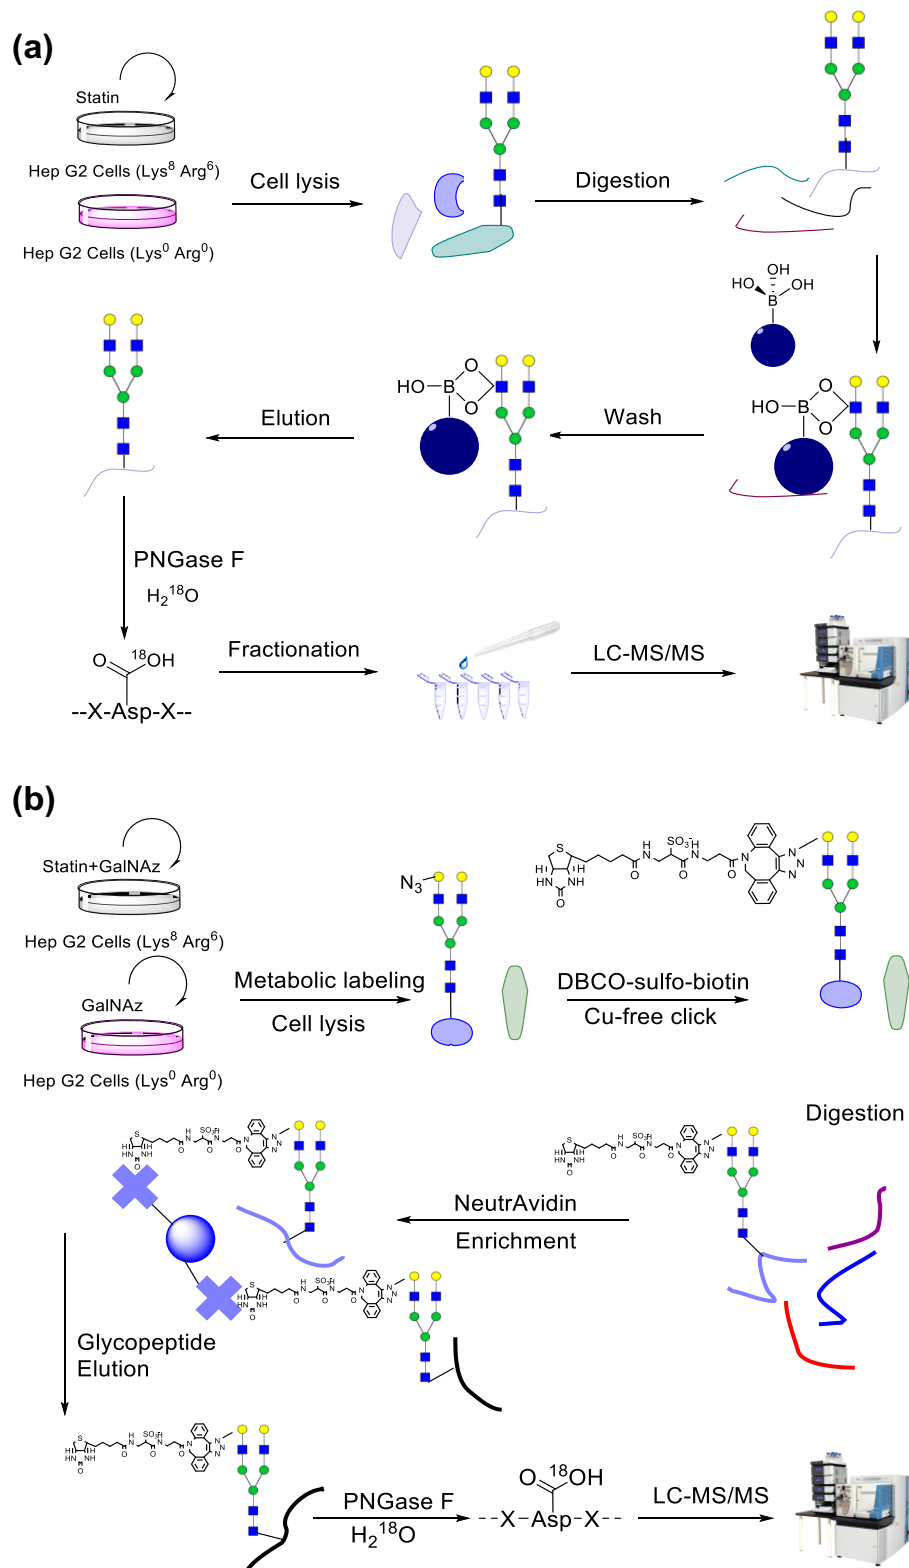 (a)
Statin
Hep G2 Cells (Lys⁸ Arg⁶)
Hep G2 Cells (Lys⁰ Arg⁰)
Cell lysis
Digestion
OH
HO
OH
B
O
HO
B
O
Wash
O
HO
B
O
Elution
PNGase F
H₂¹⁸O
O
¹⁸OH
--X-Asp-X--
Fractionation
LC-MS/MS
(b)
Statin+GalNAz
Hep G2 Cells (Lys⁸ Arg⁶)
GalNAz
Hep G2 Cells (Lys⁰ Arg⁰)
Metabolic labeling
Cell lysis
N₃
S
H
HN
NH
H
O
O
H
N
SO₃⁻
O
N
H
O
N
N
N
N
DBCO-sulfo-biotin
Cu-free click
Digestion
NeutrAvidin
Enrichment
Glycopeptide
Elution
PNGase F
H₂¹⁸O
O
¹⁸OH
--X-Asp-X--
LC-MS/MS